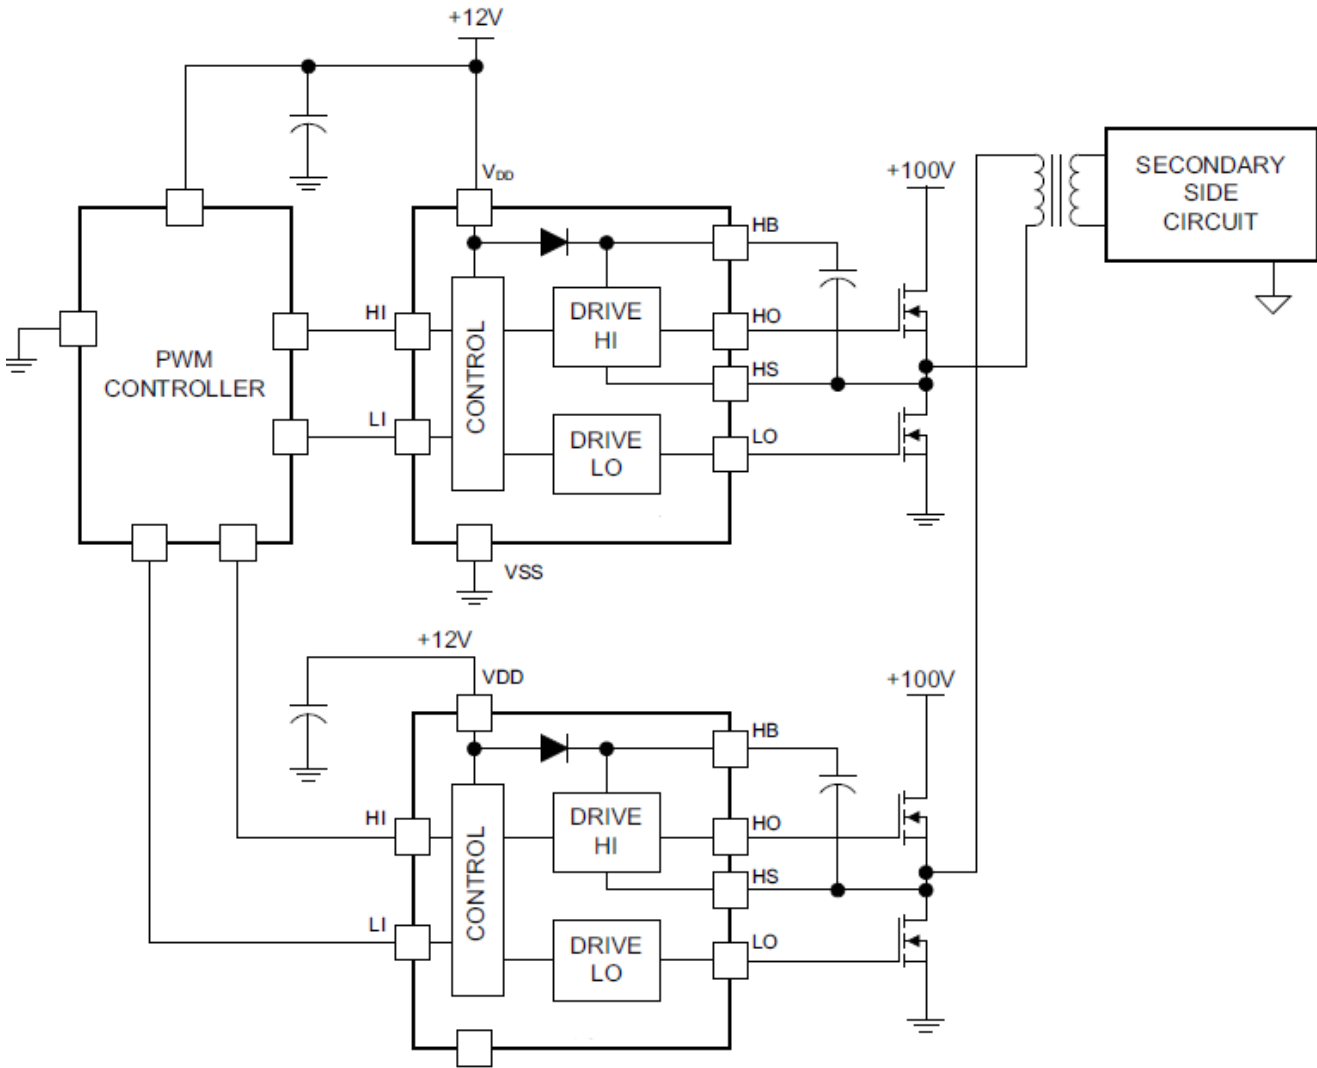 +12V
V_DD
+100V
SECONDARY
SIDE
CIRCUIT
HB
HI
DRIVE
HI
HO
PWM
CONTROLLER
CONTROL
HS
LI
DRIVE
LO
LO
VSS
+12V
VDD
+100V
HB
HI
DRIVE
HI
HO
CONTROL
HS
LI
DRIVE
LO
LO